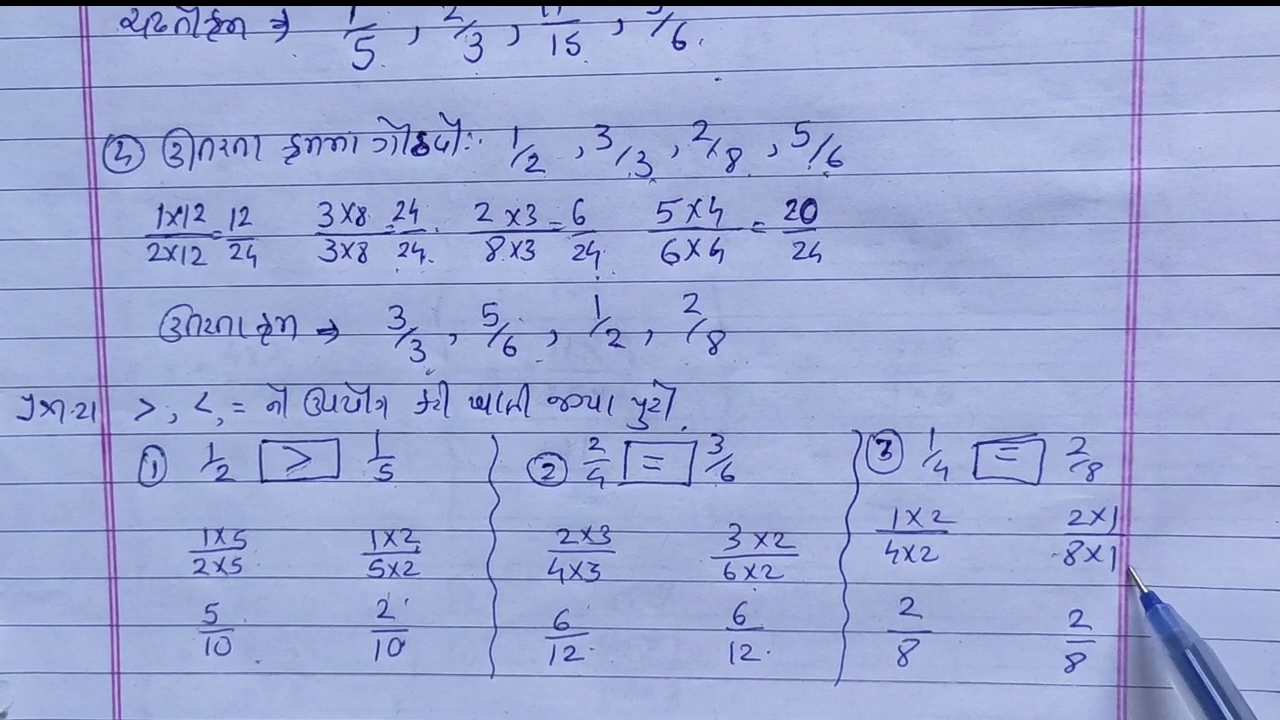 ચઢતોક્રમ ⇒ 1/5, 2/3, 11/15, 5/6.
(2) ઊતરતા ક્રમમાં ગોઠવો:- 1/2, 3/3, 2/8, 5/6
1×12/2×12 = 12/24 3×8/3×8 = 24/24. 2×3/8×3 = 6/24 5×4/6×4 = 20/24
ઊતરતાક્રમ ⇒ 3/3, 5/6, 1/2, 2/8
પ્રશ્ન.21 >, <, = નો ઉપયોગ કરી ખાલી જગ્યા પુરો.
① 1/2 > 1/5 ② 2/4 = 3/6 ③ 1/4 = 2/8
1×5/2×5 1×2/5×2 2×3/4×3 3×2/6×2 1×2/4×2 2×1/8×1
5/10 2/10 6/12 6/12 2/8 2/8